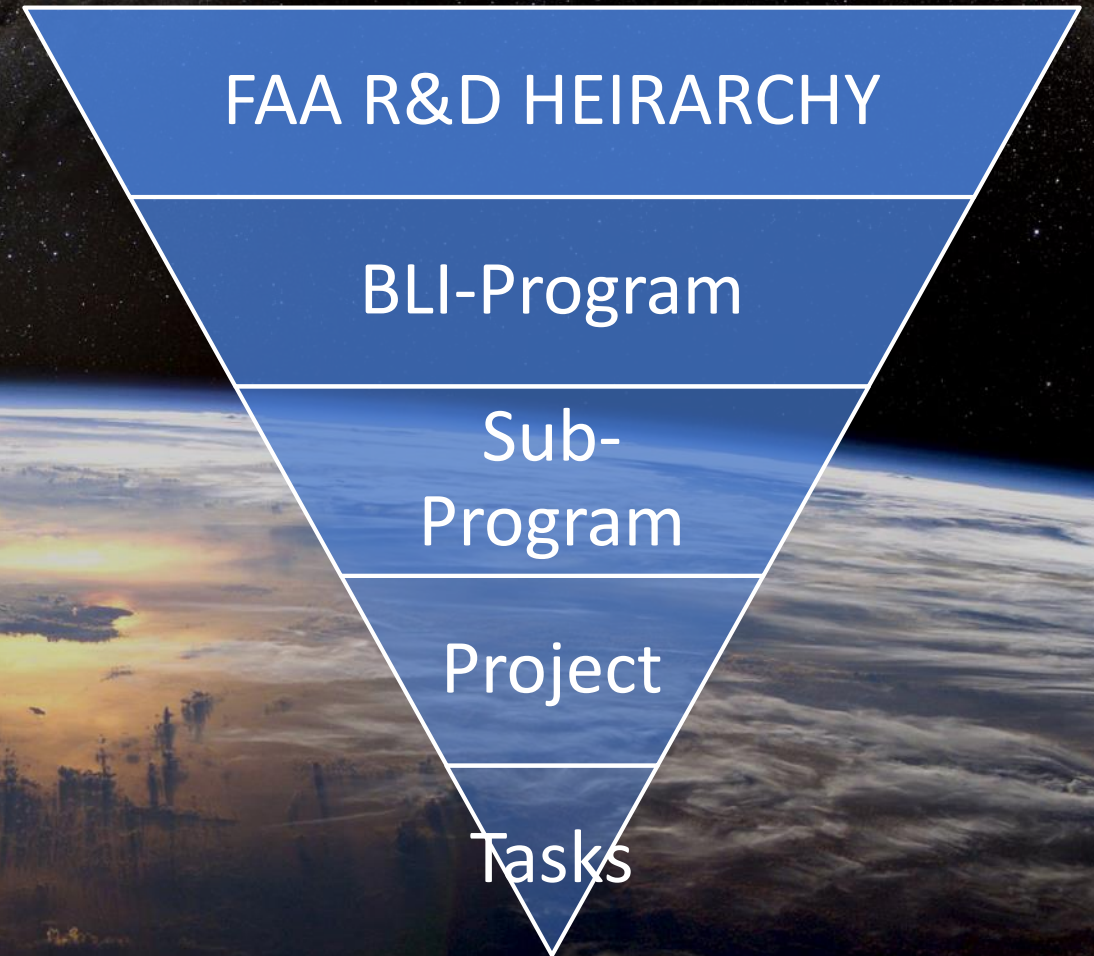 FAA R&D HEIRARCHY
BLI-Program
Sub-
Program
Project
Tasks